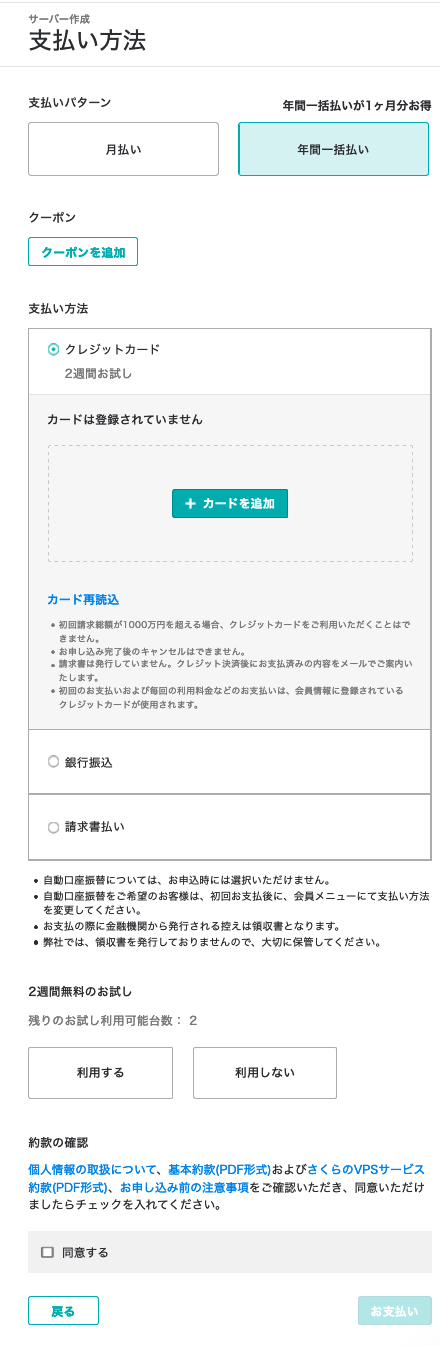 サーバー作成
支払い方法
支払いパターン
年間一括払いが1ヶ月分お得
月払い
年間一括払い
クーポン
クーポンを追加
支払い方法
クレジットカード
2週間お試し
カードは登録されていません
＋ カードを追加
カード再読込
• 初回請求総額が1000万円を超える場合、クレジットカードをご利用いただくことはで
きません。
• お申し込み完了後のキャンセルはできません。
• 請求書は発行していません。クレジット決済後にお支払済みの内容をメールでご案内い
たします。
• 初回のお支払いおよび毎回の利用料金などのお支払いは、会員情報に登録されている
クレジットカードが使用されます。
銀行振込
請求書払い
• 自動口座振替については、お申込時には選択いただけません。
• 自動口座振替をご希望のお客様は、初回お支払後に、会員メニューにて支払い方法
を変更してください。
• お支払の際に金融機関から発行される控えは領収書となります。
• 弊社では、領収書を発行しておりませんので、大切に保管してください。
2週間無料のお試し
残りのお試し利用可能台数： 2
利用する
利用しない
約款の確認
個人情報の取扱について、基本約款(PDF形式)およびさくらのVPSサービス
約款(PDF形式)、お申し込み前の注意事項をご確認いただき、同意いただけ
ましたらチェックを入れてください。
同意する
戻る
お支払い